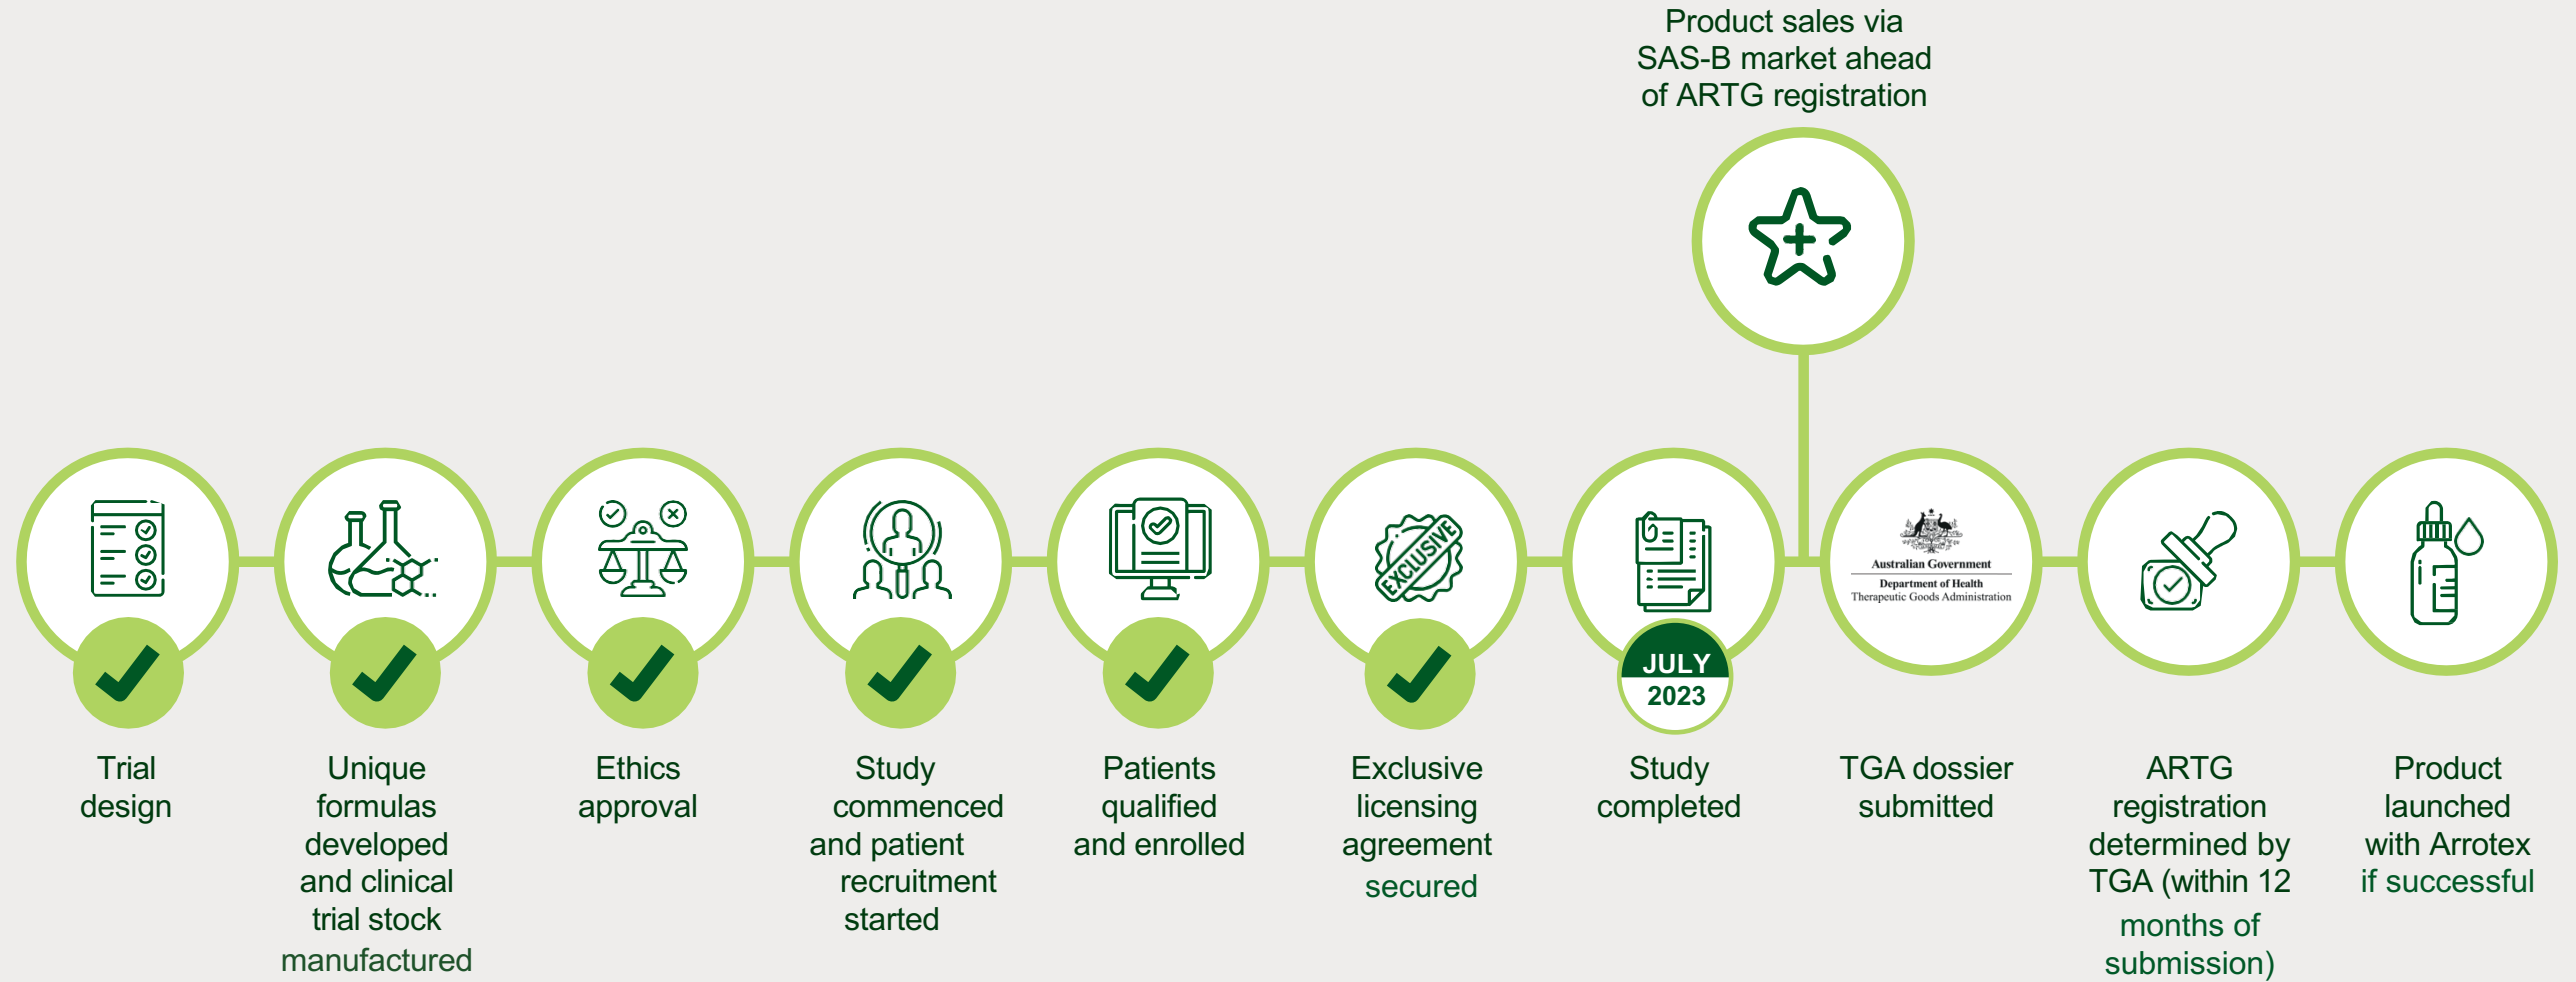 Product sales via
SAS-B market ahead
of ARTG registration
EXCLUSIVE
Australian Government
Department of Health
Therapeutic Goods Administration
JULY
2023
Trial
design
Unique
formulas
developed
and clinical
trial stock
manufactured
Ethics
approval
Study
commenced
and patient
recruitment
started
Patients
qualified
and enrolled
Exclusive
licensing
agreement
secured
Study
completed
TGA dossier
submitted
ARTG
registration
determined by
TGA (within 12
months of
submission)
Product
launched
with Arrotex
if successful